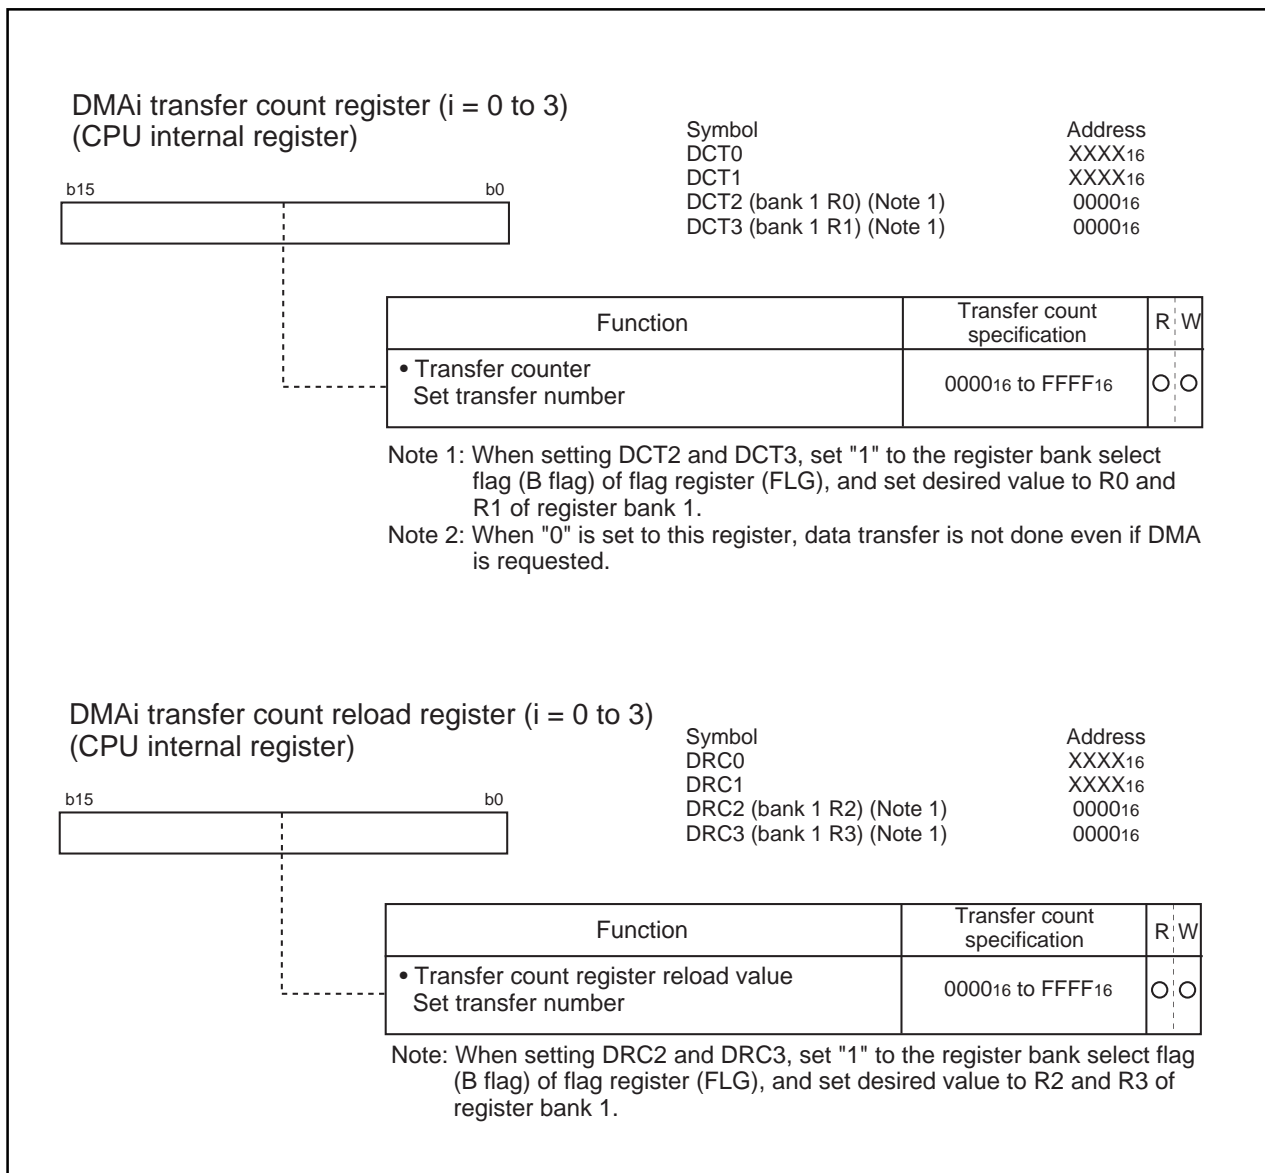 DMAi transfer count register (i = 0 to 3)
(CPU internal register)
Symbol Address
DCT0 XXXX16
DCT1 XXXX16
DCT2 (bank 1 R0) (Note 1) 000016
DCT3 (bank 1 R1) (Note 1) 000016
b15 b0
Function Transfer count specification R W
• Transfer counter
Set transfer number 000016 to FFFF16
Note 1: When setting DCT2 and DCT3, set "1" to the register bank select
flag (B flag) of flag register (FLG), and set desired value to R0 and
R1 of register bank 1.
Note 2: When "0" is set to this register, data transfer is not done even if DMA
is requested.
DMAi transfer count reload register (i = 0 to 3)
(CPU internal register)
Symbol Address
DRC0 XXXX16
DRC1 XXXX16
DRC2 (bank 1 R2) (Note 1) 000016
DRC3 (bank 1 R3) (Note 1) 000016
b15 b0
Function Transfer count specification R W
• Transfer count register reload value
Set transfer number 000016 to FFFF16
Note: When setting DRC2 and DRC3, set "1" to the register bank select flag
(B flag) of flag register (FLG), and set desired value to R2 and R3 of
register bank 1.